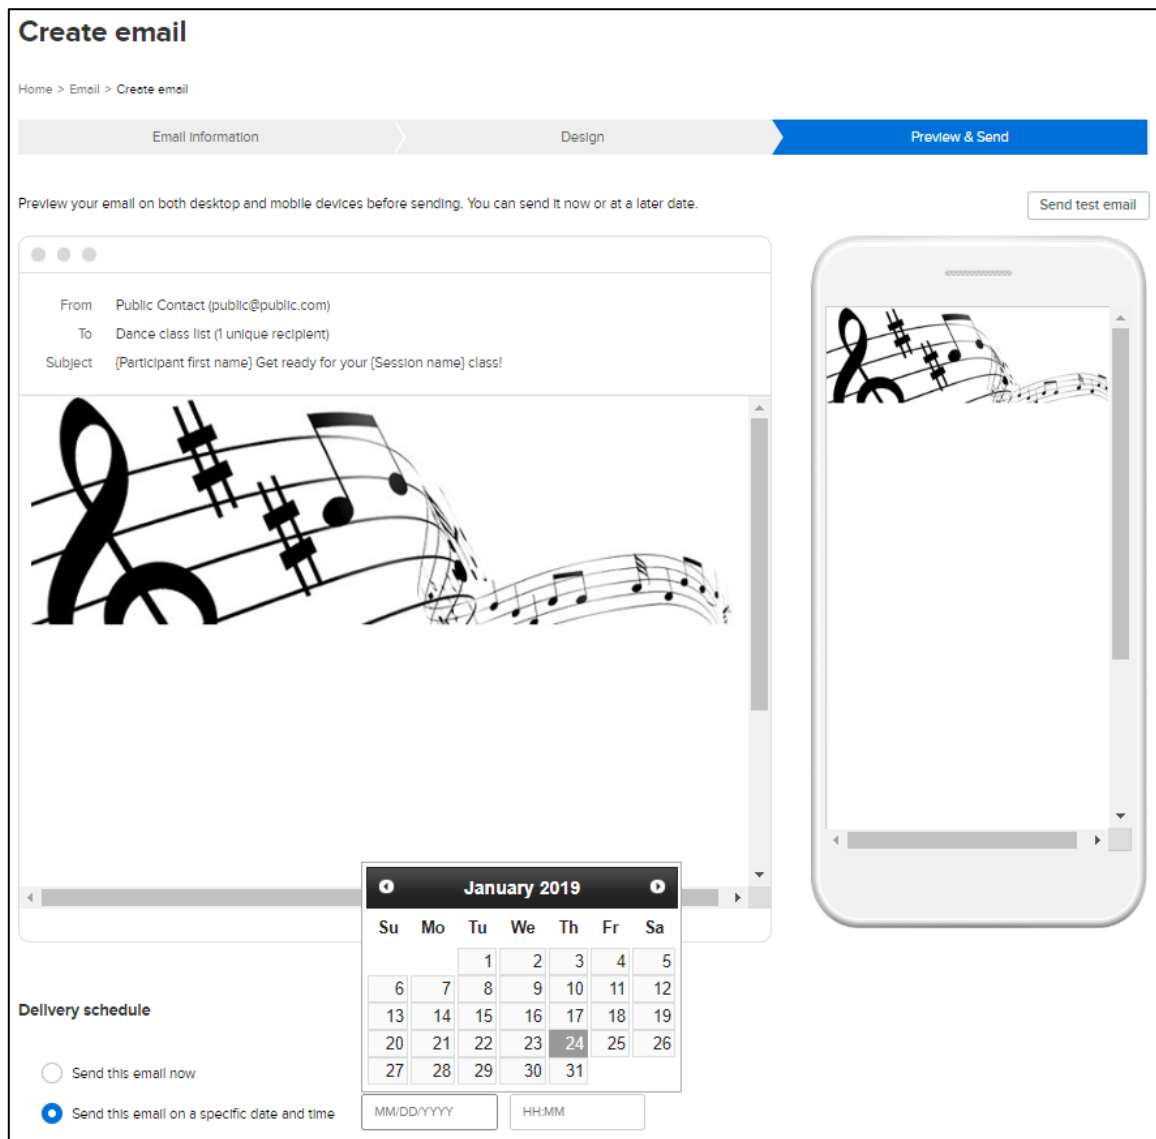 Create email
Home > Email > Create email
Email information Design Preview & Send
Preview your email on both desktop and mobile devices before sending. You can send it now or at a later date.
Send test email
From Public Contact (public@public.com)
To Dance class list (1 unique recipient)
Subject {Participant first name} Get ready for your {Session name} class!
January 2019
Su Mo Tu We Th Fr Sa
1 2 3 4 5
6 7 8 9 10 11 12
13 14 15 16 17 18 19
20 21 22 23 24 25 26
27 28 29 30 31
Delivery schedule
Send this email now
Send this email on a specific date and time MM/DD/YYYY HH:MM